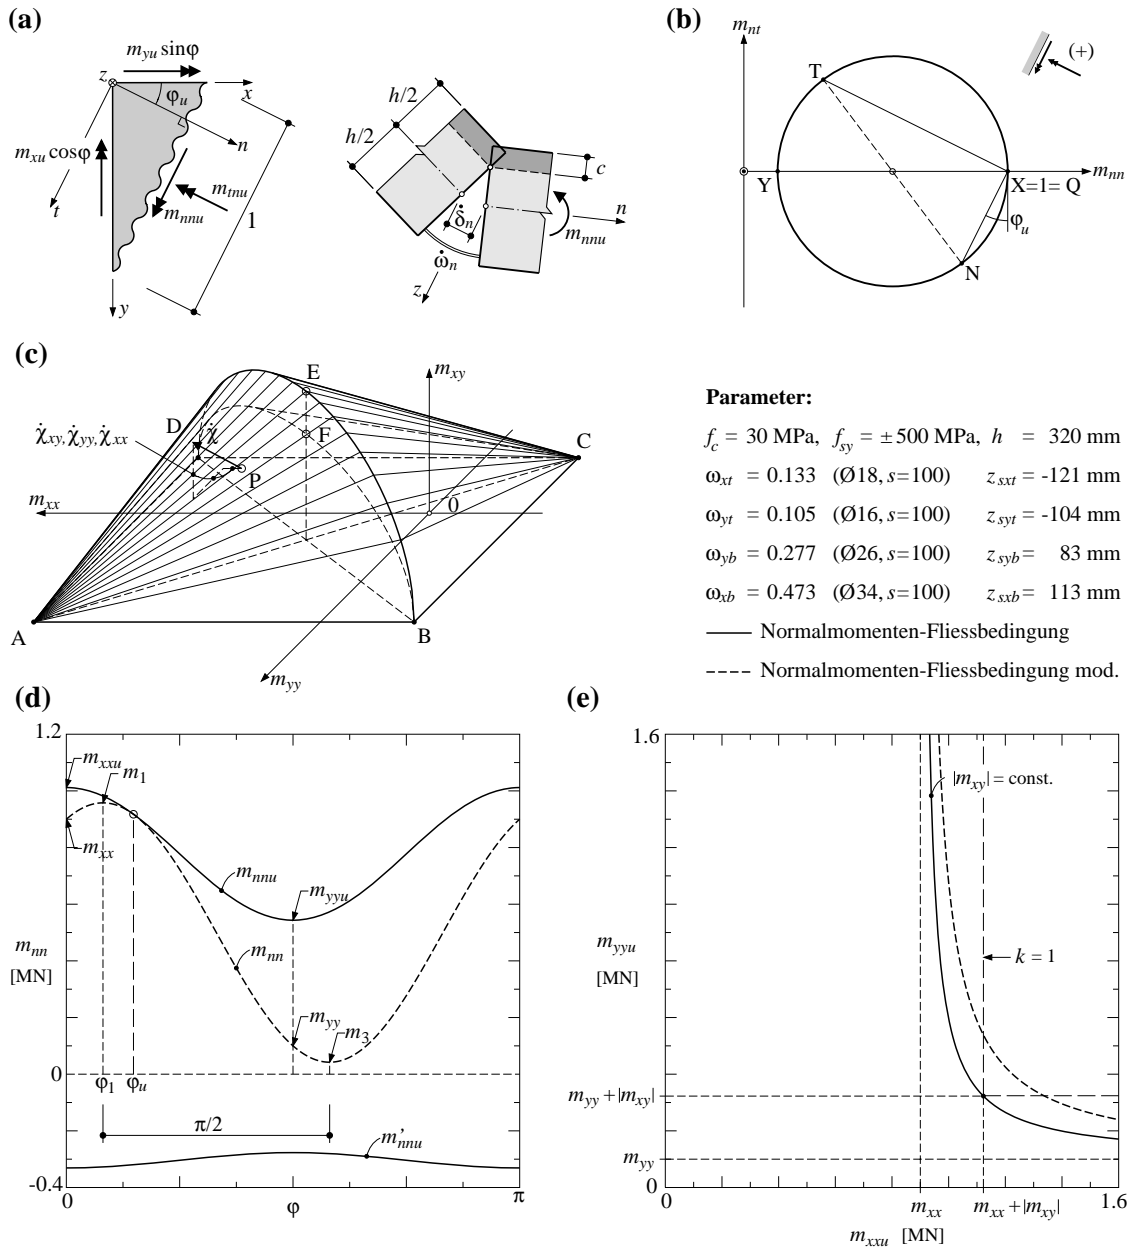 (a)
m_yu sinφ
z
x
φ_u
n
m_xu cosφ
m_tnu
m_nnu
t
1
y
h/2
h/2
c
n
δ̇_n
m_nnu
ω̇_n
z
(b)
m_nt
(+)
T
Y
X=1=Q
m_nn
φ_u
N
(c)
m_xy
E
D
χ̇
χ̇_xy, χ̇_yy, χ̇_xx
F
C
P
m_xx
0
A
B
m_yy
Parameter:
f_c = 30 MPa, f_sy = ±500 MPa, h = 320 mm
ω_xt = 0.133 (Ø18, s=100) z_sxt = -121 mm
ω_yt = 0.105 (Ø16, s=100) z_syt = -104 mm
ω_yb = 0.277 (Ø26, s=100) z_syb = 83 mm
ω_xb = 0.473 (Ø34, s=100) z_sxb = 113 mm
Normalmomenten-Fliessbedingung
Normalmomenten-Fliessbedingung mod.
(d)
1.2
m_xxu
m_1
m_xx
m_nnu
m_yyu
m_nn
[MN]
m_nn
m_yy
m_3
0
φ_1
φ_u
π/2
m'_nnu
-0.4
0
φ
π
(e)
1.6
|m_xy| = const.
m_yyu
[MN]
k = 1
m_yy + |m_xy|
m_yy
0
0
m_xx
m_xx + |m_xy|
1.6
m_xxu [MN]